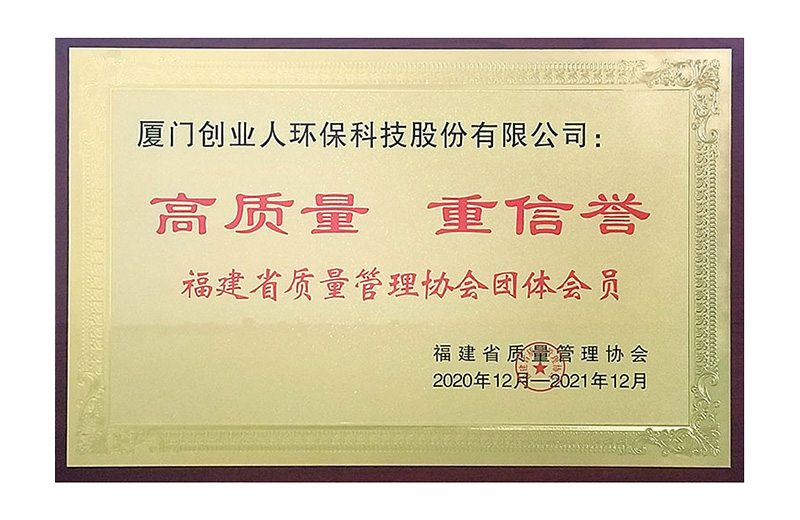 厦门创业人环保科技股份有限公司：
高质量 重信誉
福建省质量管理协会团体会员
福建省质量管理协会
2020年12月—2021年12月